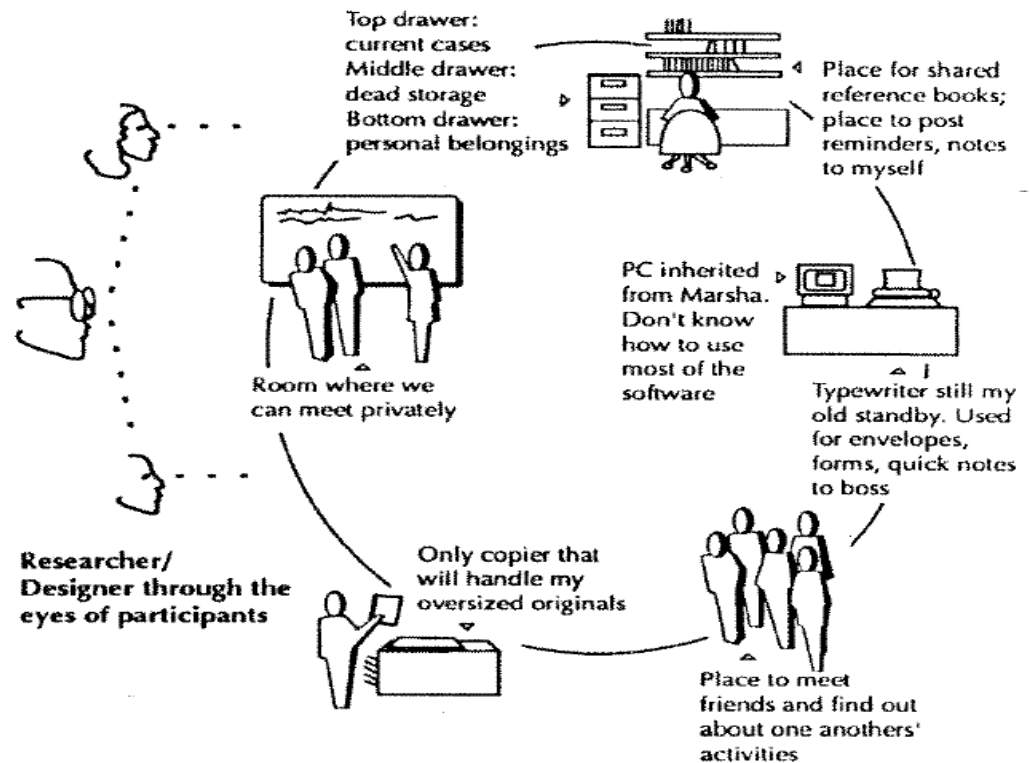 Top drawer:
current cases
Middle drawer:
dead storage
Bottom drawer:
personal belongings
Place for shared
reference books;
place to post
reminders, notes
to myself
PC inherited
from Marsha.
Don't know
how to use
most of the
software
Room where we
can meet privately
Typewriter still my
old standby. Used
for envelopes,
forms, quick notes
to boss
Only copier that
will handle my
oversized originals
Researcher/
Designer through the
eyes of participants
Place to meet
friends and find out
about one anothers'
activities